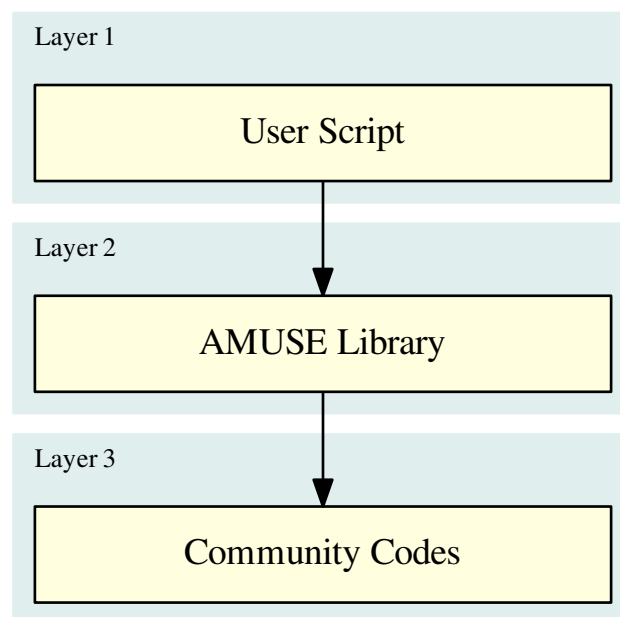 Layer 1
User Script
Layer 2
AMUSE Library
Layer 3
Community Codes